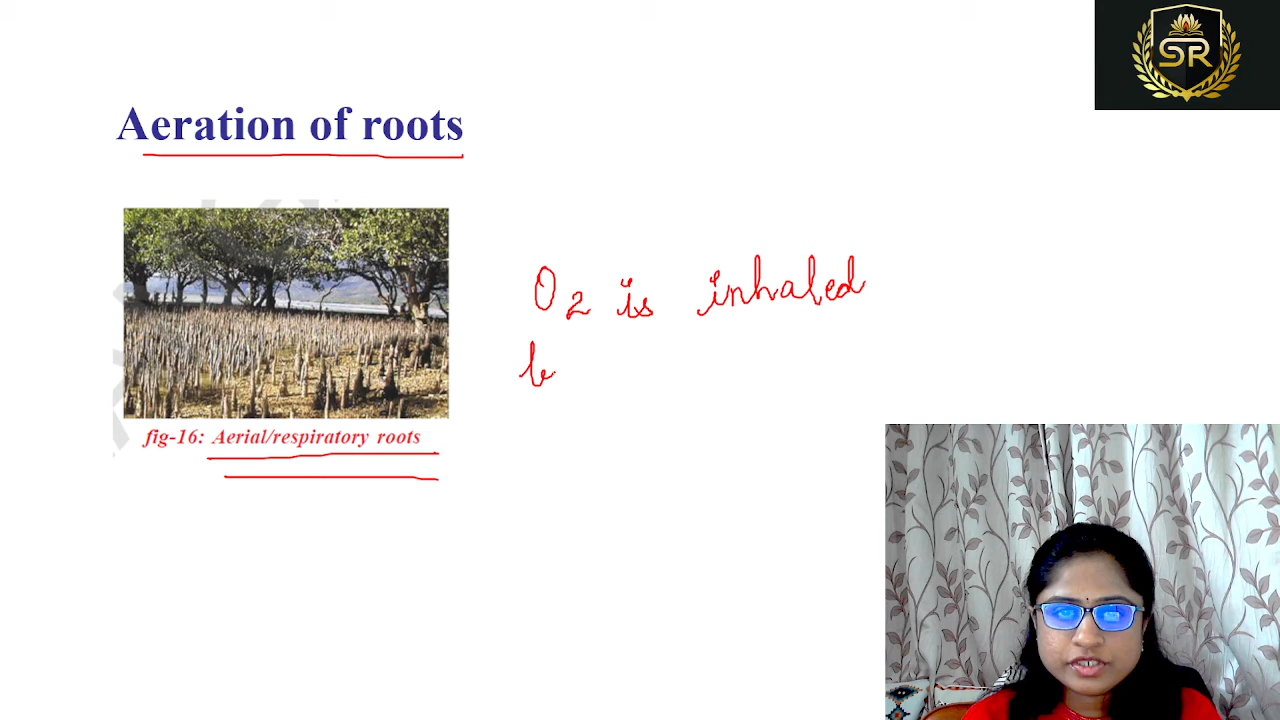 SR
Aeration of roots
O2 is inhaled
fig-16: Aerial/respiratory roots